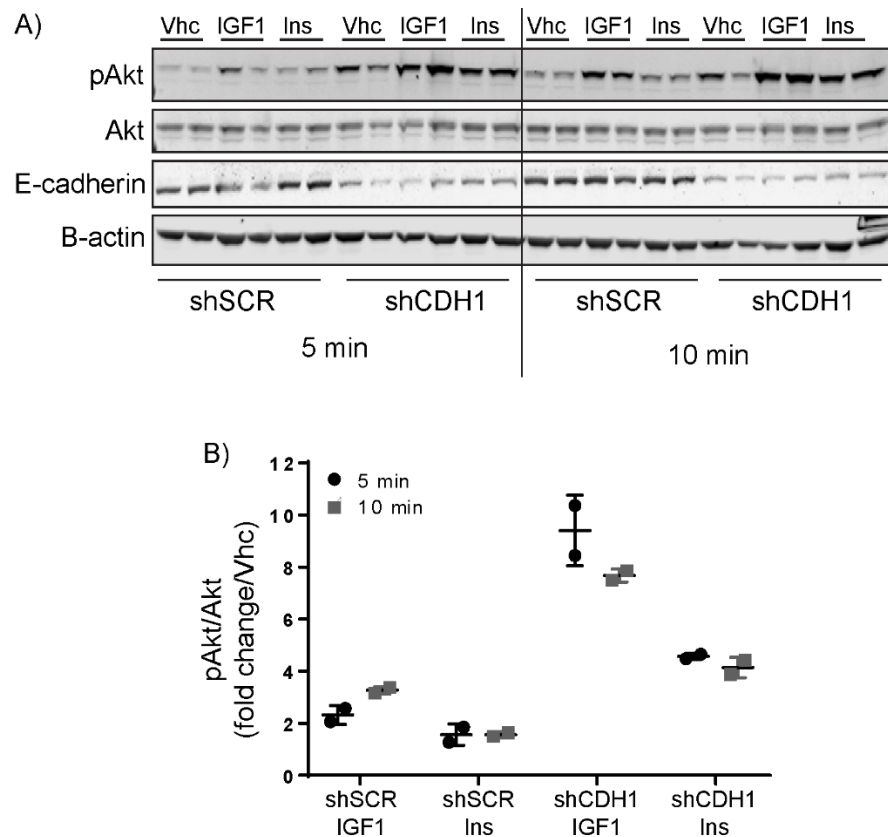 A)
Vhc IGF1 Ins Vhc IGF1 Ins Vhc IGF1 Ins Vhc IGF1 Ins
pAkt
Akt
E-cadherin
B-actin
shSCR shCDH1 shSCR shCDH1
5 min 10 min
B)
5 min
10 min
pAkt/Akt
(fold change/Vhc)
12
10
8
6
4
2
0
shSCR shSCR shCDH1 shCDH1
IGF1 Ins IGF1 Ins